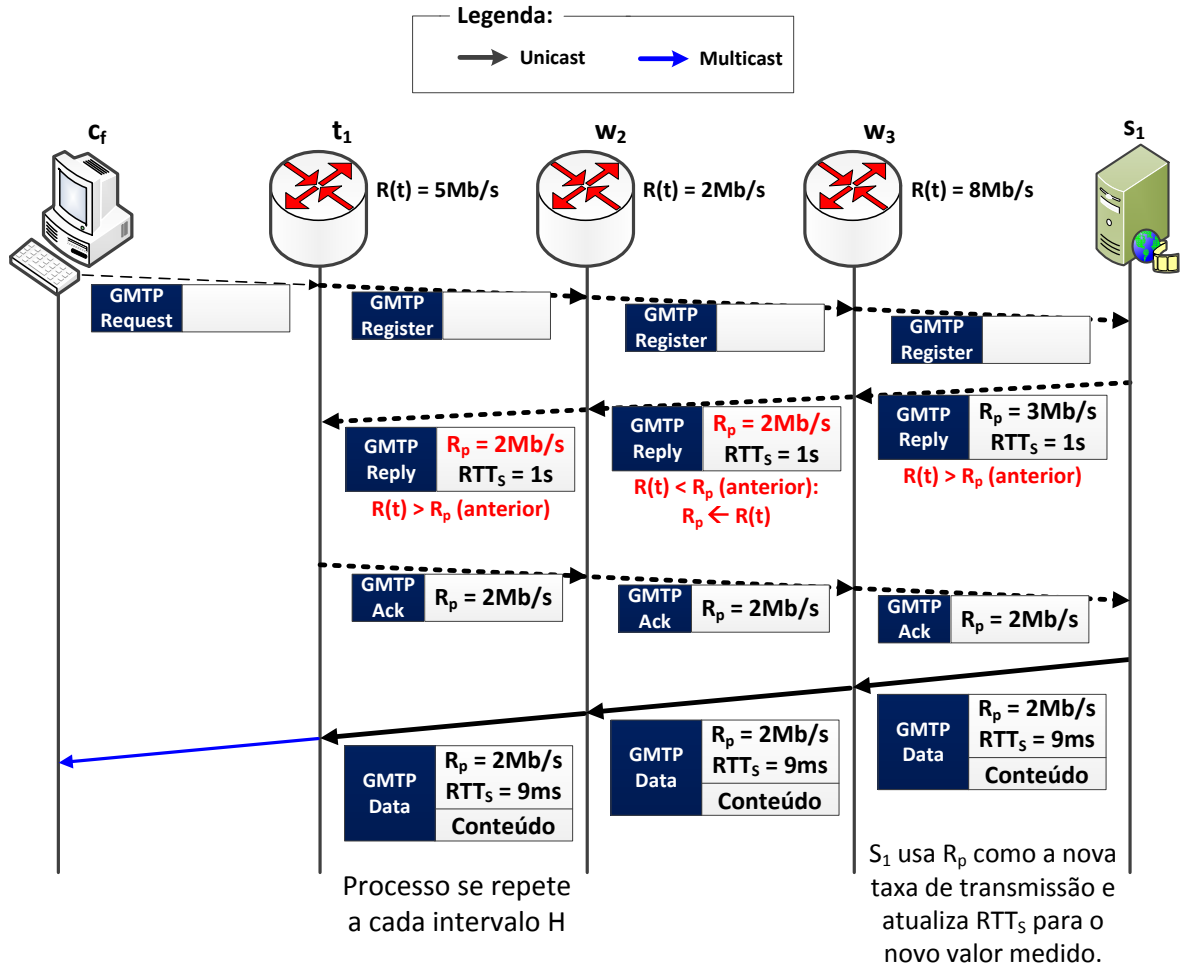 Legenda:
Unicast
Multicast
cf
t1
w2
w3
s1
R(t) = 5Mb/s
R(t) = 2Mb/s
R(t) = 8Mb/s
GMTP
Request
GMTP
Register
GMTP
Register
GMTP
Register
GMTP
Reply
Rp = 2Mb/s
RTTS = 1s
R(t) > Rp (anterior)
GMTP
Reply
Rp = 2Mb/s
RTTS = 1s
R(t) < Rp (anterior):
Rp ← R(t)
GMTP
Reply
Rp = 3Mb/s
RTTS = 1s
R(t) > Rp (anterior)
GMTP
Ack
Rp = 2Mb/s
GMTP
Ack
Rp = 2Mb/s
GMTP
Ack
Rp = 2Mb/s
GMTP
Data
Rp = 2Mb/s
RTTS = 9ms
Conteúdo
GMTP
Data
Rp = 2Mb/s
RTTS = 9ms
Conteúdo
GMTP
Data
Rp = 2Mb/s
RTTS = 9ms
Conteúdo
Processo se repete
a cada intervalo H
S1 usa Rp como a nova
taxa de transmissão e
atualiza RTTS para o
novo valor medido.